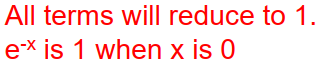 All terms will reduce to 1.
e⁻ˣ is 1 when x is 0